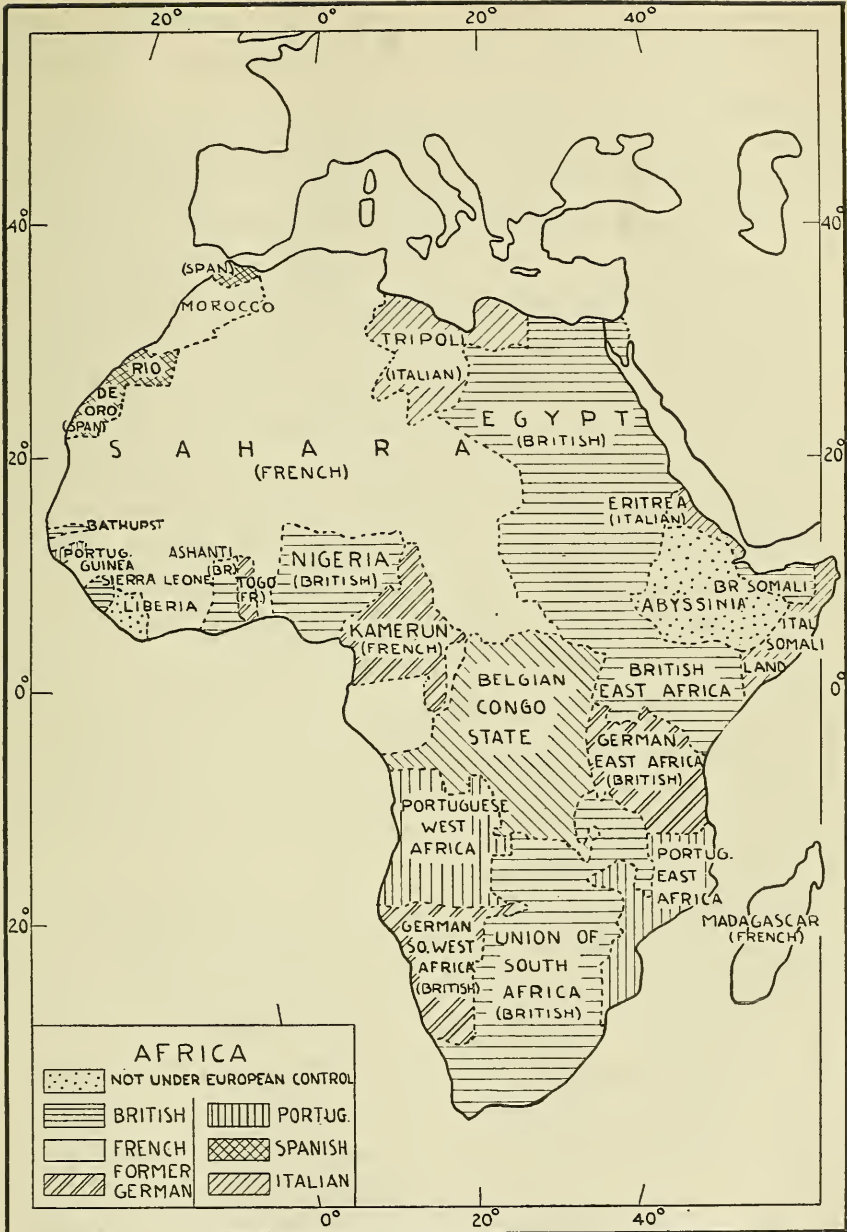 20° 0° 20° 40°
40° 40°
(SPAN)
MOROCCO
TRIPOLI
RIO
(ITALIAN)
DE
ORO
(SPAN)
EGYPT
(BRITISH)
SAHARA
(FRENCH)
20° 20°
ERITREA
(ITALIAN)
BATHURST
PORTUG.
GUINEA
ASHANTI
(BR)
NIGERIA
(BRITISH)
SIERRA LEONE
TOGO
(FR.)
LIBERIA
BR SOMALI
ABYSSINIA
ITAL
SOMALI
LAND
KAMERUN
(FRENCH)
BRITISH
EAST AFRICA
0° 0°
BELGIAN
CONGO
STATE
GERMAN
EAST AFRICA
(BRITISH)
PORTUGUESE
WEST
AFRICA
PORTUG.
EAST
AFRICA
MADAGASCAR
(FRENCH)
20°
GERMAN
SO. WEST
AFRICA
(BRITISH)
UNION OF
SOUTH
AFRICA
(BRITISH)
AFRICA
NOT UNDER EUROPEAN CONTROL
BRITISH
PORTUG.
FRENCH
SPANISH
FORMER
GERMAN
ITALIAN
0° 20° 40°